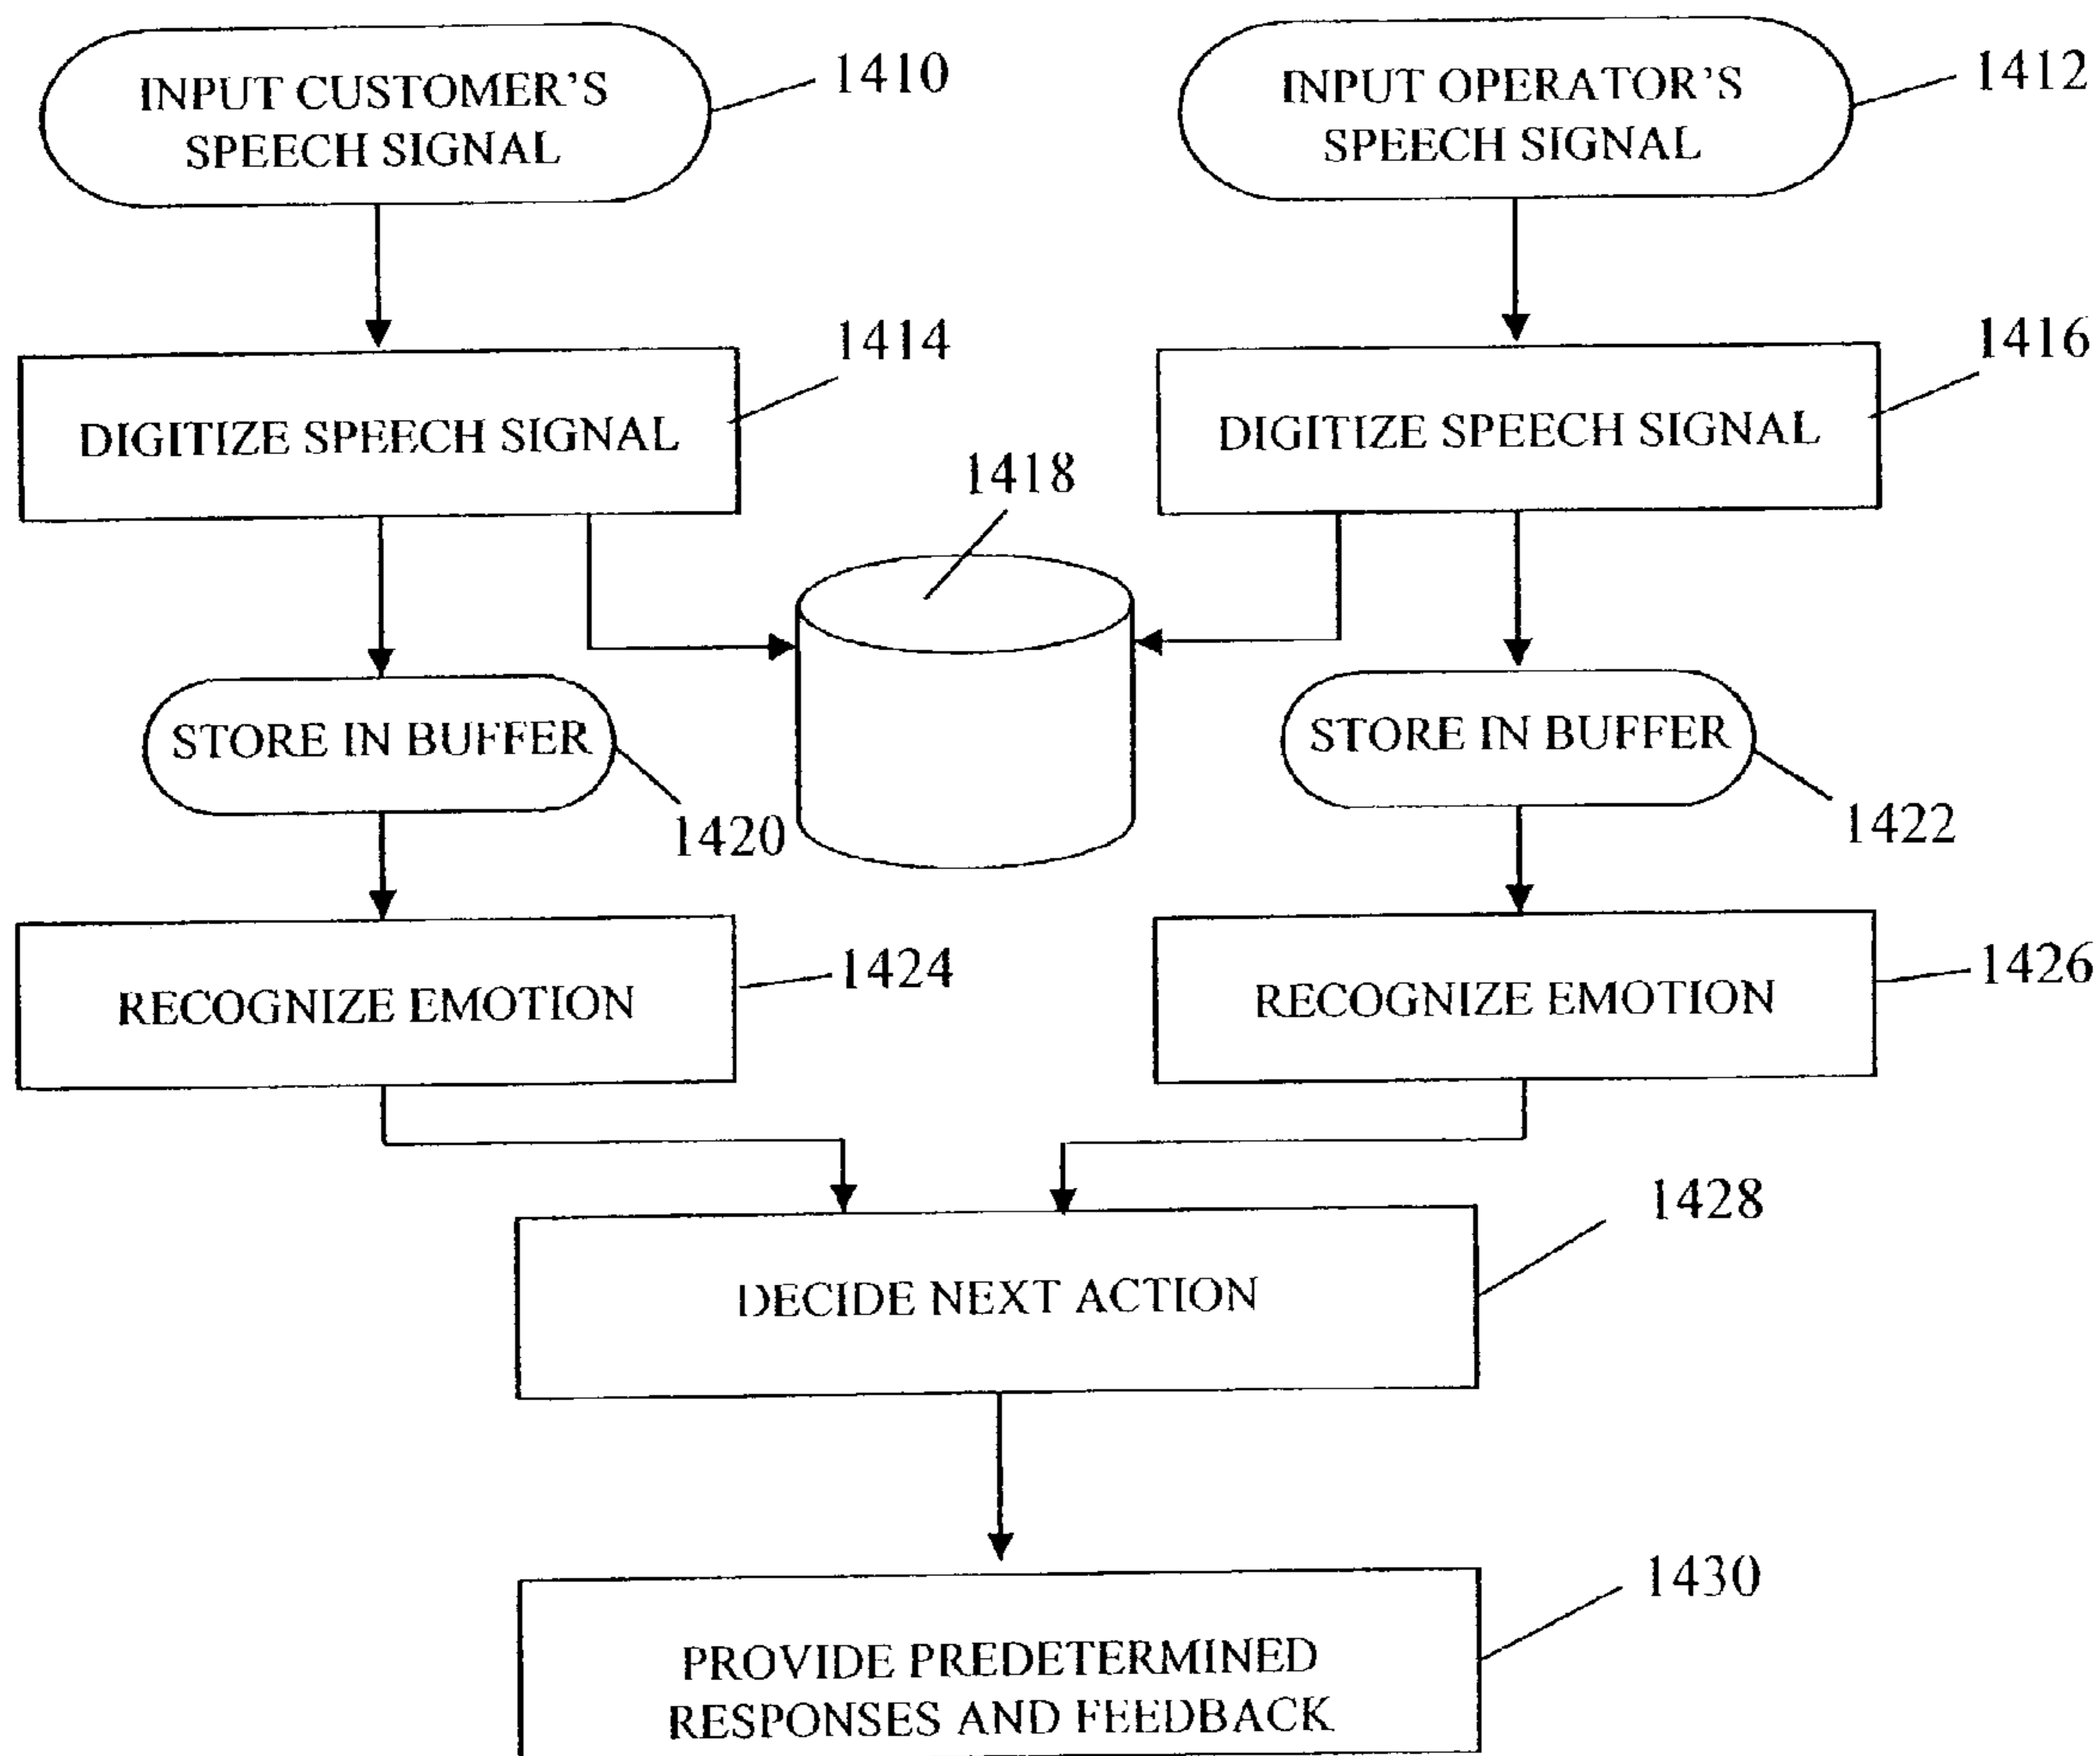 INPUT CUSTOMER'S
SPEECH SIGNAL
1410
INPUT OPERATOR'S
SPEECH SIGNAL
1412
DIGITIZE SPEECH SIGNAL
1414
DIGITIZE SPEECH SIGNAL
1416
1418
STORE IN BUFFER
1420
STORE IN BUFFER
1422
RECOGNIZE EMOTION
1424
RECOGNIZE EMOTION
1426
DECIDE NEXT ACTION
1428
PROVIDE PREDETERMINED
RESPONSES AND FEEDBACK
1430